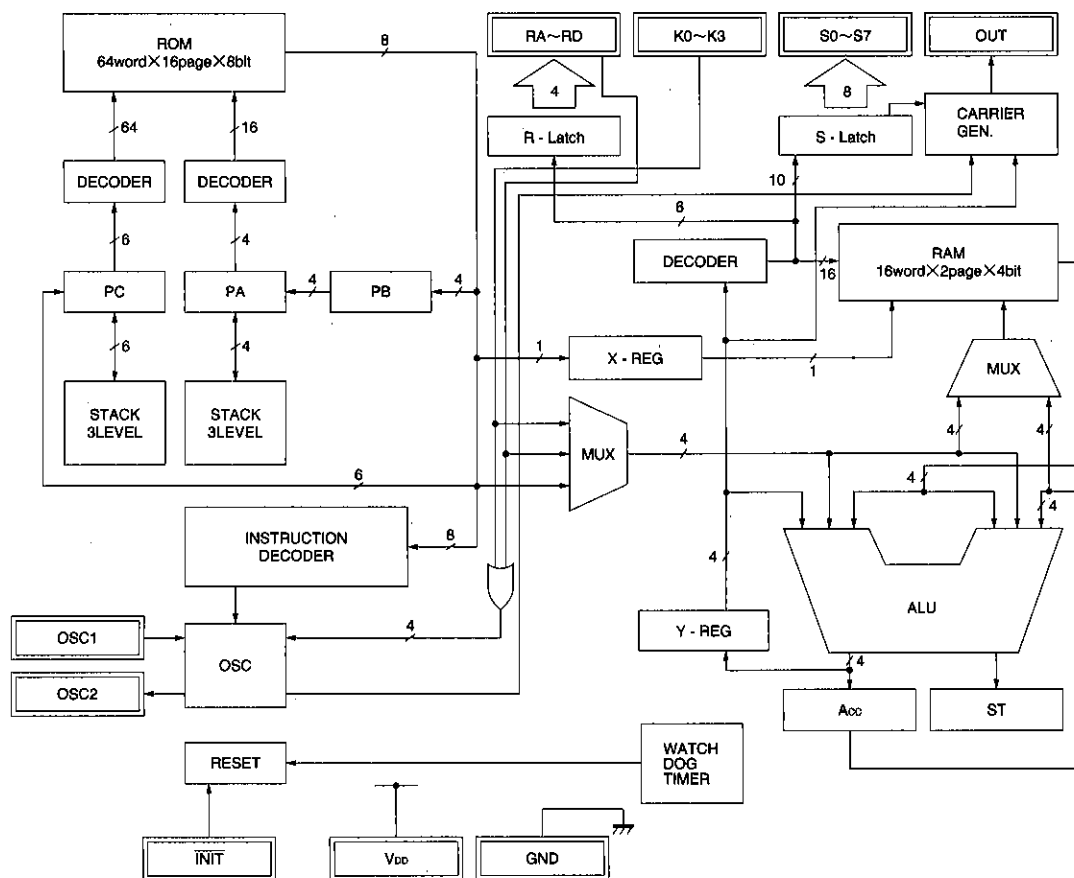 ROM
64word×16page×8bit
8
RA~RD
K0~K3
S0~S7
OUT
4
8
64
16
R - Latch
S - Latch
CARRIER
GEN.
DECODER
DECODER
10
6
6
4
DECODER
16
RAM
16word×2page×4bit
PC
PA
4
PB
4
6
4
1
X - REG
1
MUX
STACK
3LEVEL
STACK
3LEVEL
MUX
4
4
4
6
4
4
INSTRUCTION
DECODER
8
4
ALU
OSC1
OSC
4
Y - REG
4
OSC2
Acc
ST
RESET
WATCH
DOG
TIMER
INIT
VDD
GND